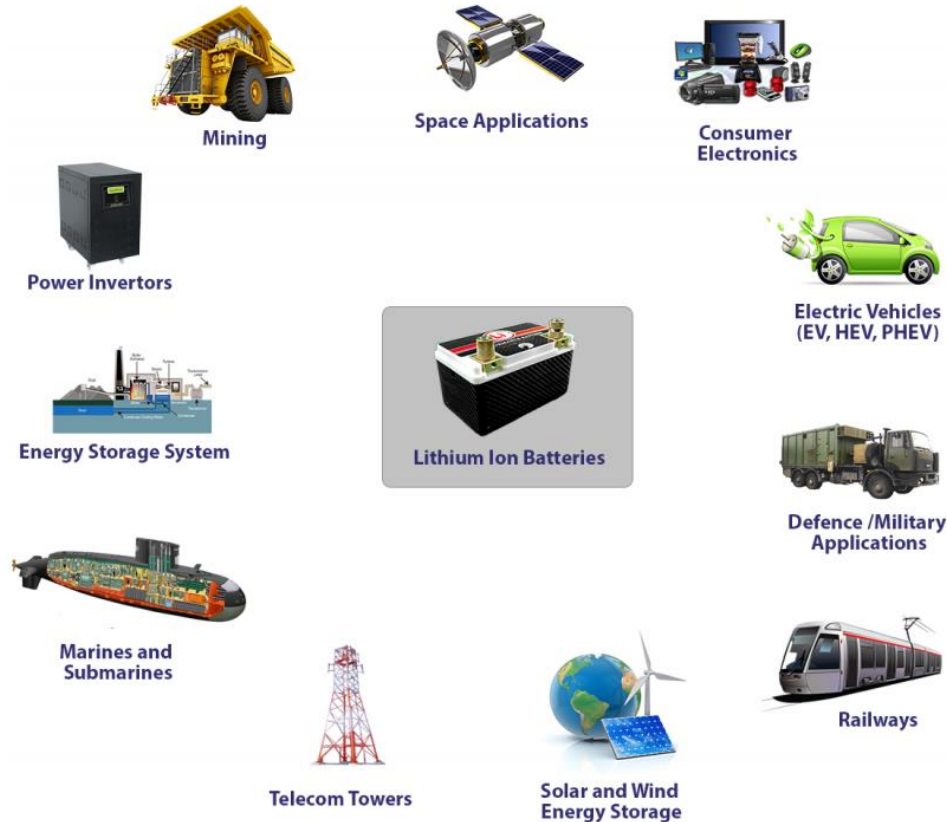 Mining
Space Applications
Consumer
Electronics
Power Invertors
Electric Vehicles
(EV, HEV, PHEV)
Lithium Ion Batteries
Energy Storage System
Defence /Military
Applications
Marines and
Submarines
Railways
Telecom Towers
Solar and Wind
Energy Storage